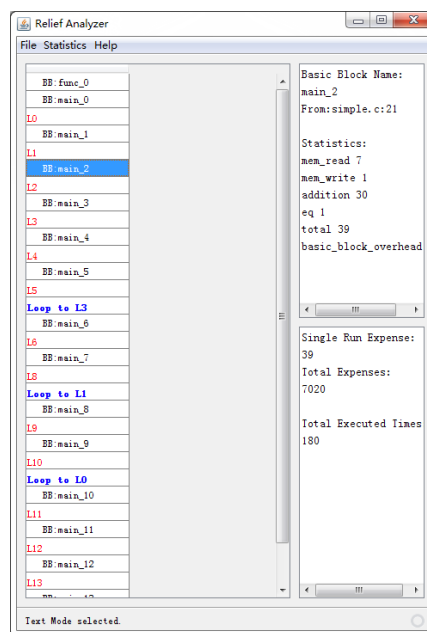 Relief Analyzer
File Statistics Help
BB:func_0
BB:main_0
L0
BB:main_1
L1
BB:main_2
L2
BB:main_3
L3
BB:main_4
L4
BB:main_5
L5
Loop to L3
BB:main_6
L6
BB:main_7
L8
Loop to L1
BB:main_8
L9
BB:main_9
L10
Loop to L0
BB:main_10
L11
BB:main_11
L12
BB:main_12
L13
Basic Block Name:
main_2
From:simple.c:21
Statistics:
mem_read 7
mem_write 1
addition 30
eq 1
total 39
basic_block_overhead
Single Run Expense:
39
Total Expenses:
7020
Total Executed Times
180
Text Mode selected.